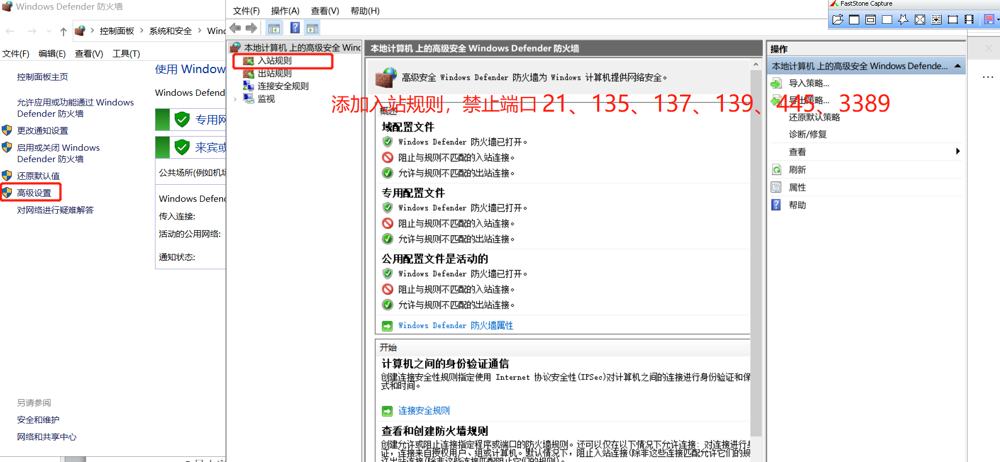 Windows Defender 防火墙
控制面板
系统和安全
Wind
文件(F)
编辑(E)
查看(V)
工具(T)
控制面板主页
允许应用或功能通过 Windows
Defender 防火墙
更改通知设置
启用或关闭 Windows
Defender 防火墙
还原默认值
高级设置
对网络进行疑难解答
另请参阅
安全和维护
网络和共享中心
使用 Window
Windows Defend
专用网
来宾或
公共场所(例如机场
Windows Defend
传入连接:
活动的公用网络:
通知状态:
文件(F)
操作(A)
查看(V)
帮助(H)
本地计算机 上的高级安全 Wind
入站规则
出站规则
连接安全规则
监视
本地计算机 上的高级安全 Windows Defender 防火墙
高级安全 Windows Defender 防火墙为 Windows 计算机提供网络安全。
添加入站规则，禁止端口 21、135、137、139、445、3389
概述
域配置文件
Windows Defender 防火墙已打开。
阻止与规则不匹配的入站连接。
允许与规则不匹配的出站连接。
专用配置文件
Windows Defender 防火墙已打开。
阻止与规则不匹配的入站连接。
允许与规则不匹配的出站连接。
公用配置文件是活动的
Windows Defender 防火墙已打开。
阻止与规则不匹配的入站连接。
允许与规则不匹配的出站连接。
Windows Defender 防火墙属性
开始
计算机之间的身份验证通信
创建连接安全性规则指定使用 Internet 协议安全性(IPSec)对计算机之间的连接进行身份验证和保
式和时间。
连接安全规则
查看和创建防火墙规则
创建允许或阻止连接指定程序或端口的防火墙规则。还可以仅在以下情况下允许连接: 对连接进行身
证，连接来自授权用户、组或计算机。默认情况下，阻止入站连接(除非这些连接匹配允许它们的规
许出站连接(除非这些连接匹配阻止它们的规则)。
操作
本地计算机 上的高级安全 Windows Defende...
导入策略...
导出策略...
还原默认策略
诊断/修复
查看
刷新
属性
帮助
FastStone Capture